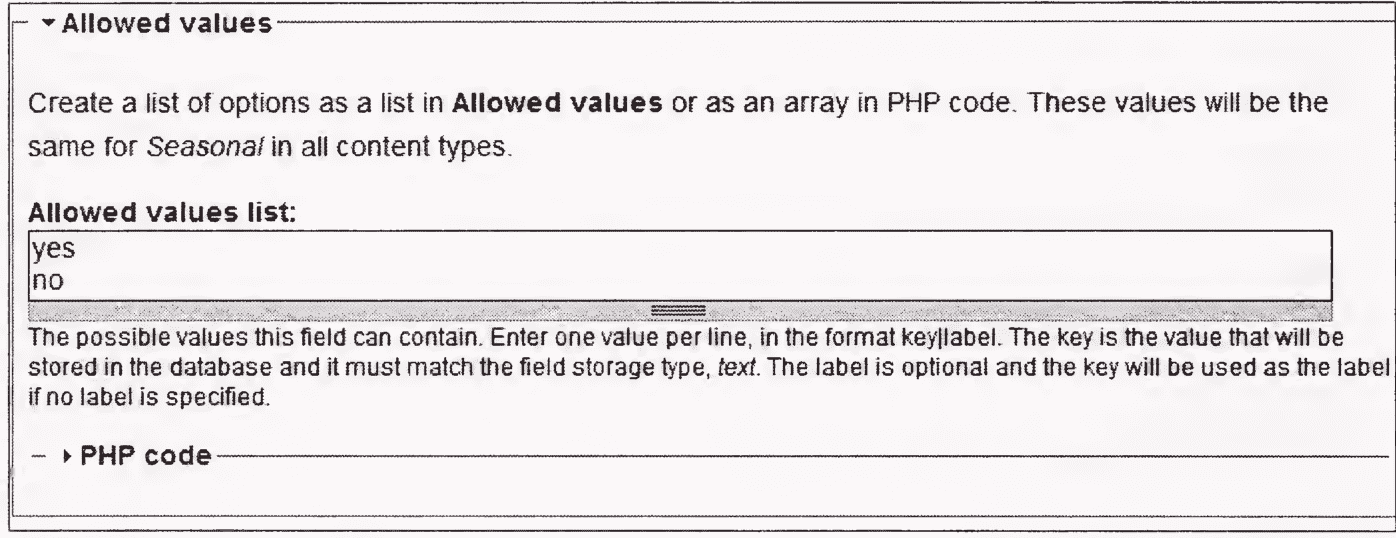 Allowed values
Create a list of options as a list in Allowed values or as an array in PHP code. These values will be the
same for Seasonal in all content types.
Allowed values list:
yes
no
The possible values this field can contain. Enter one value per line, in the format key|label. The key is the value that will be
stored in the database and it must match the field storage type, text. The label is optional and the key will be used as the label
if no label is specified.
PHP code